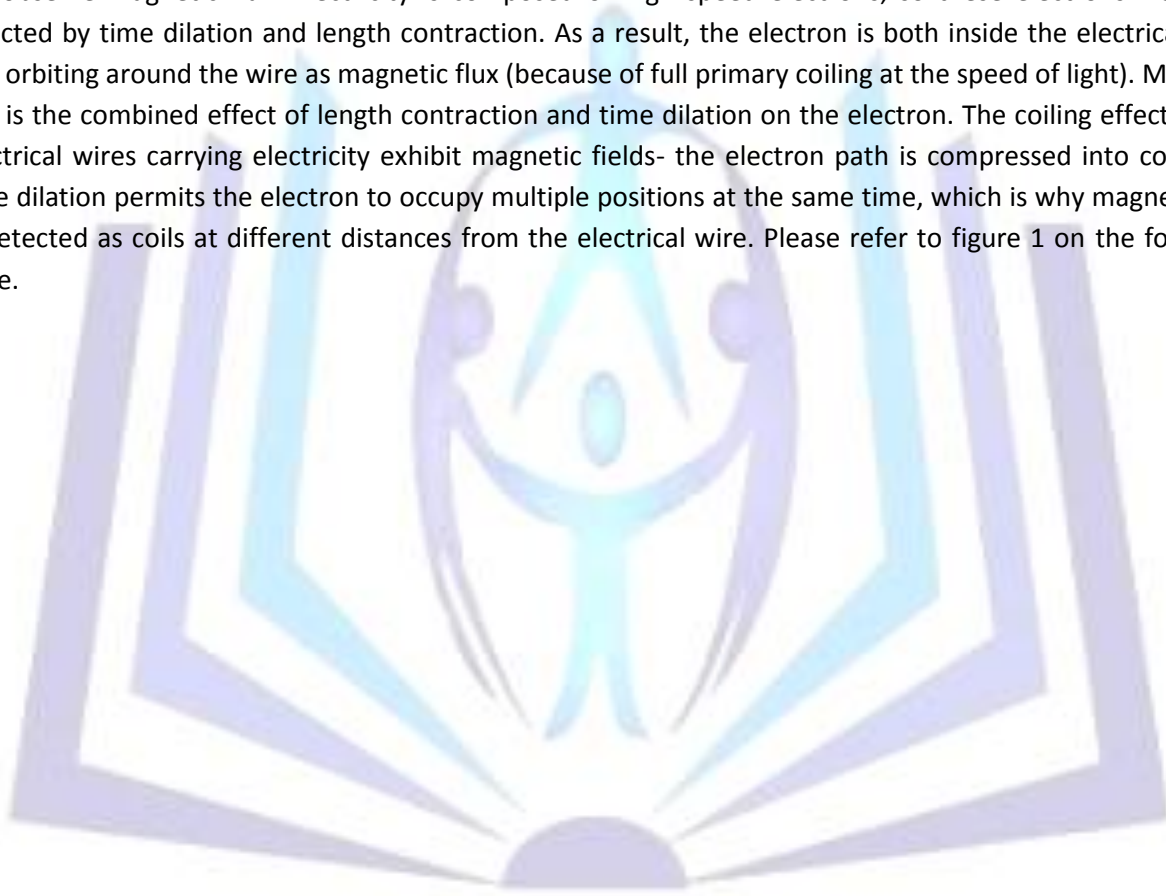 acted by time dilation and length contraction. As a result, the electron is both inside the electrica
orbiting around the wire as magnetic flux (because of full primary coiling at the speed of light). M
is the combined effect of length contraction and time dilation on the electron. The coiling effect
ctrical wires carrying electricity exhibit magnetic fields- the electron path is compressed into co
e dilation permits the electron to occupy multiple positions at the same time, which is why magne
etected as coils at different distances from the electrical wire. Please refer to figure 1 on the fo
e.